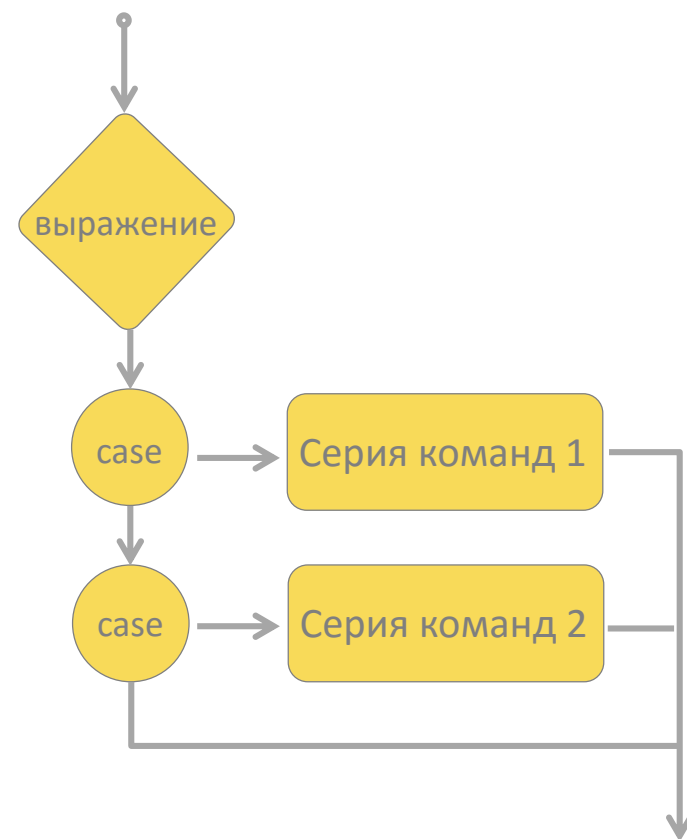 выражение
case
Серия команд 1
case
Серия команд 2